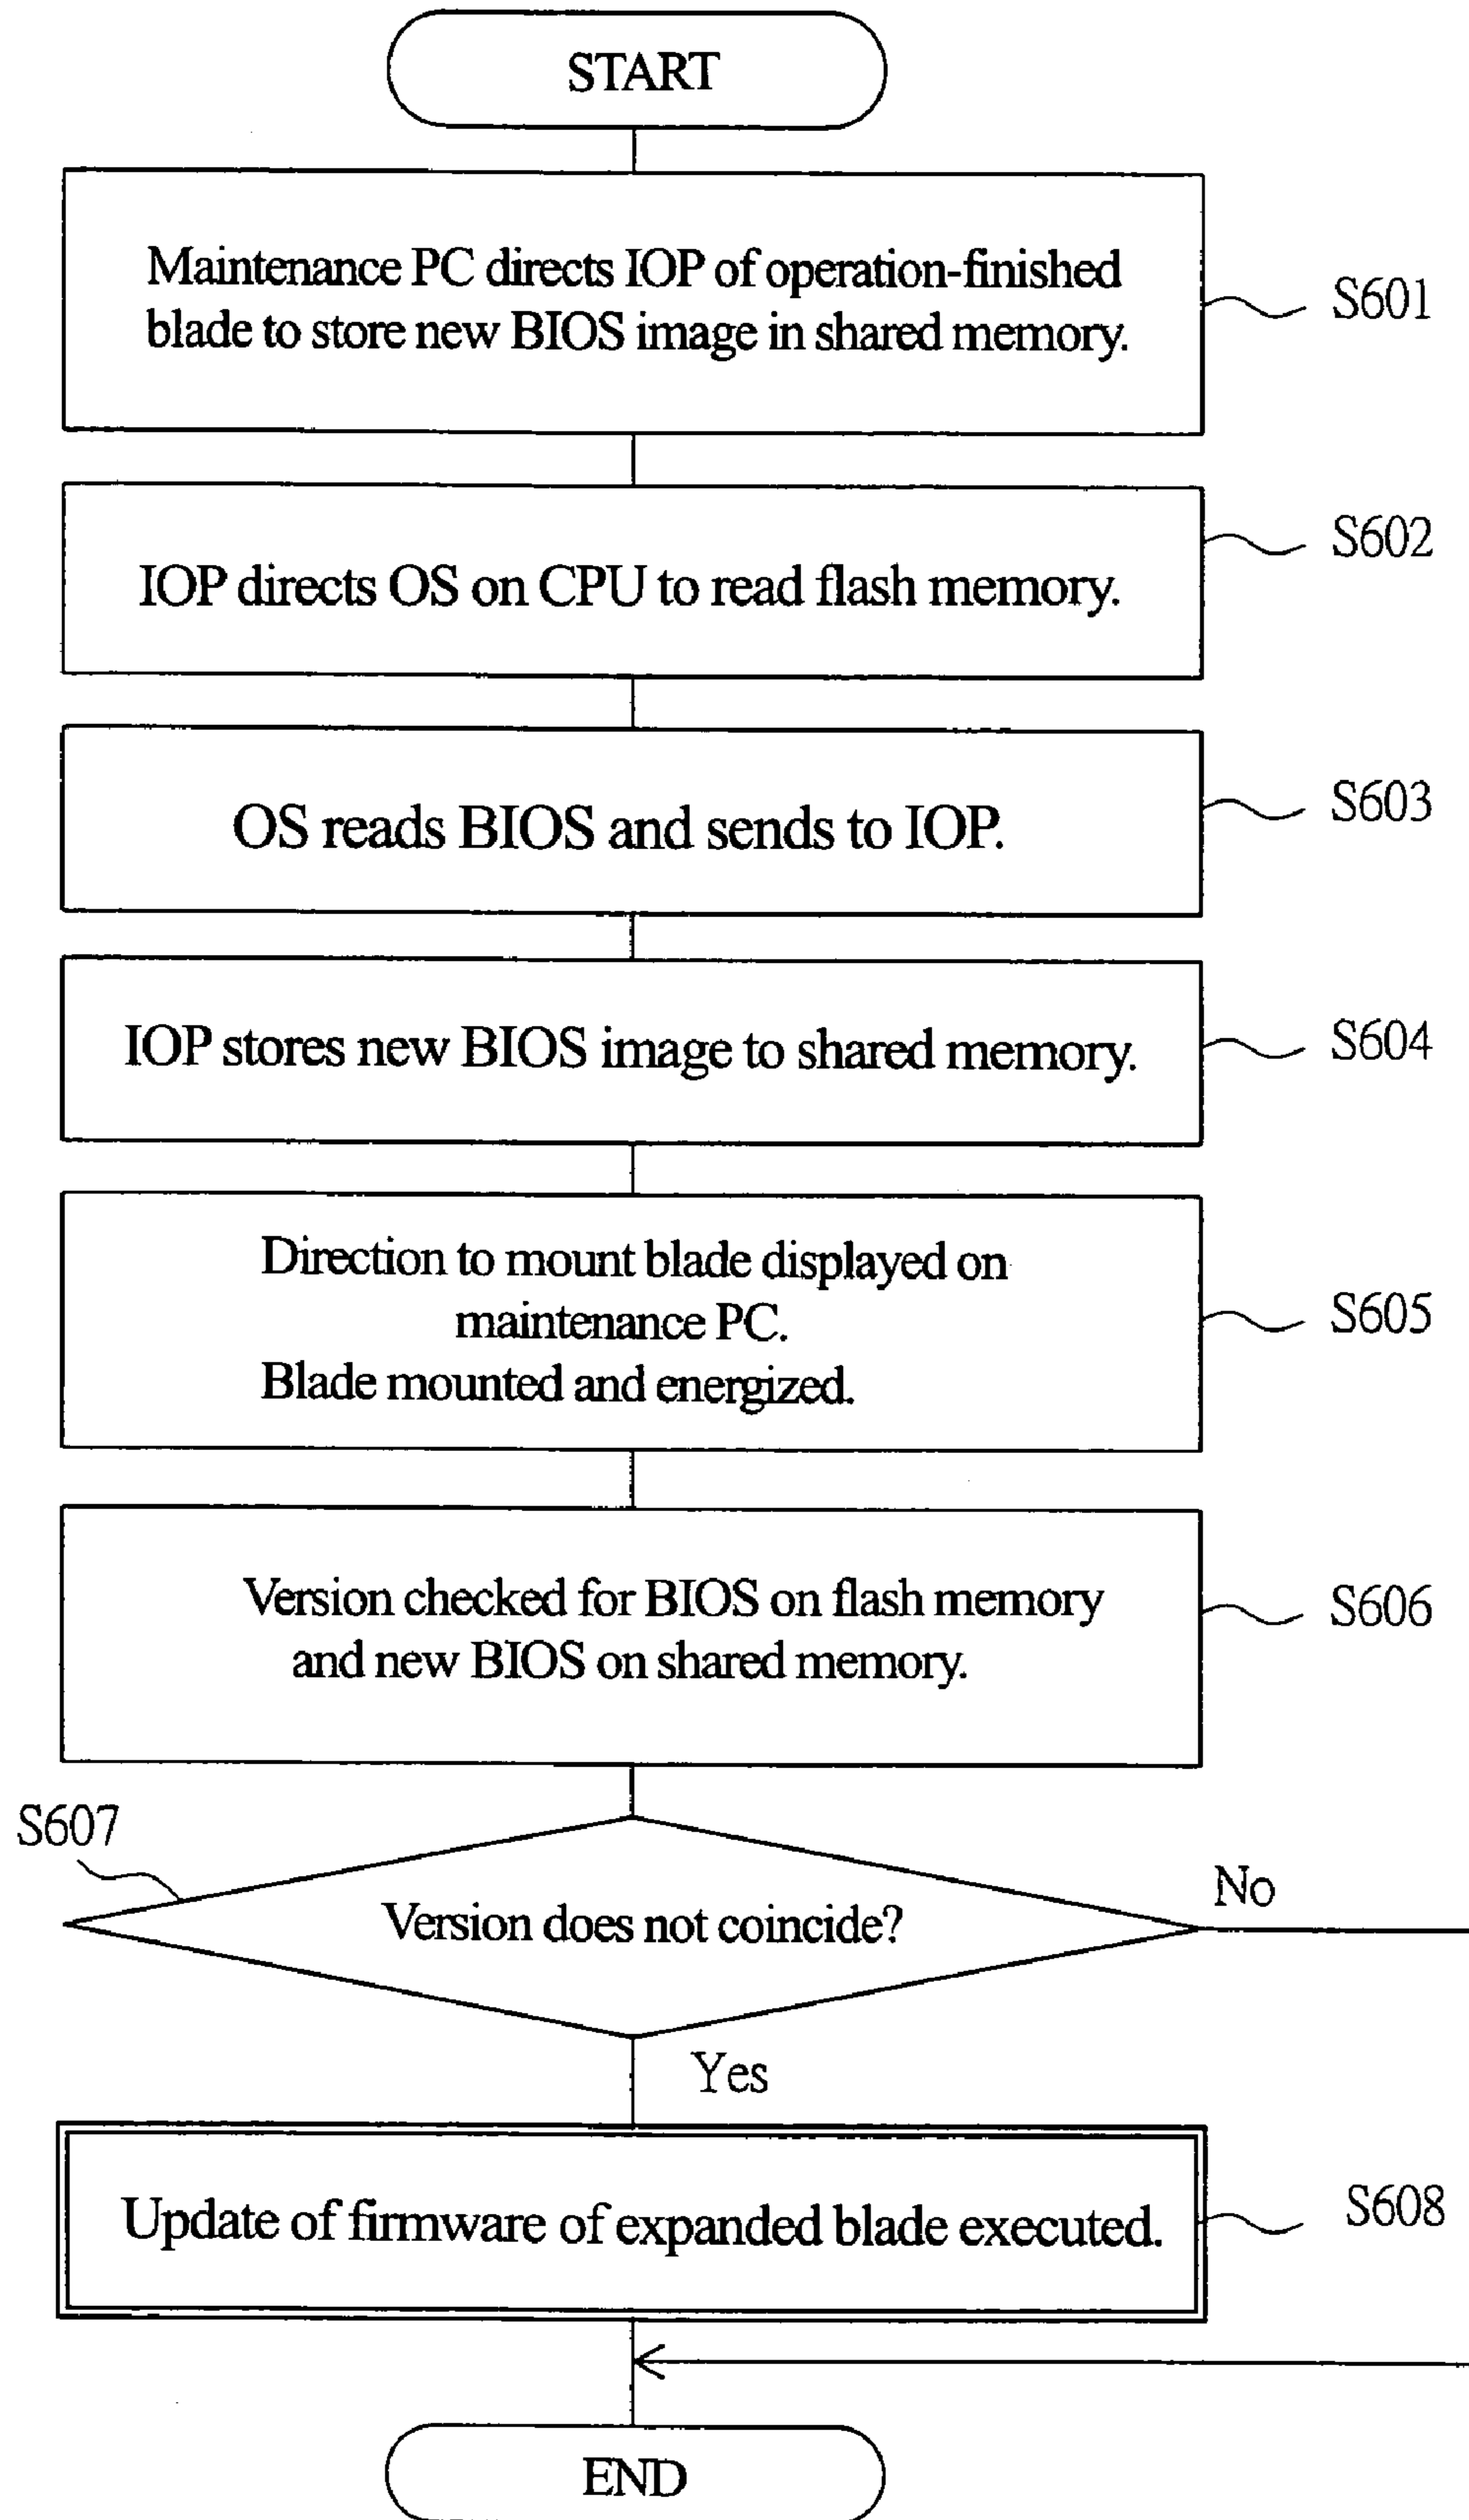 START
Maintenance PC directs IOP of operation-finished
blade to store new BIOS image in shared memory.
S601
IOP directs OS on CPU to read flash memory.
S602
OS reads BIOS and sends to IOP.
S603
IOP stores new BIOS image to shared memory.
S604
Direction to mount blade displayed on
maintenance PC.
Blade mounted and energized.
S605
Version checked for BIOS on flash memory
and new BIOS on shared memory.
S606
S607
Version does not coincide?
No
Yes
Update of firmware of expanded blade executed.
S608
END